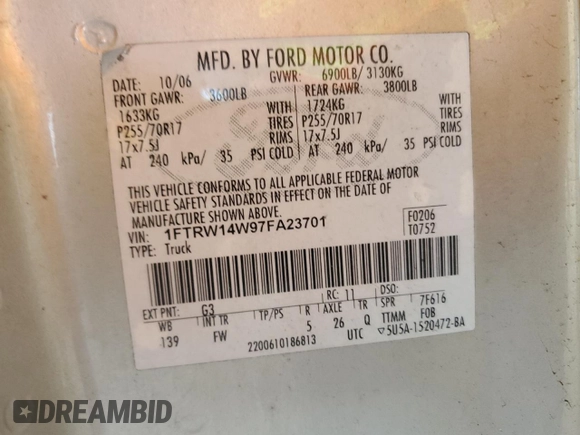 MFD. BY FORD MOTOR CO.
DATE: 10/06 GVWR: 6900LB/ 3130KG
FRONT GAWR: 3600LB REAR GAWR: 3800LB
1633KG WITH 1724KG WITH
P255/70R17 TIRES P255/70R17 TIRES
17x7.5J RIMS 17x7.5J RIMS
AT 240 kPa/ 35 PSI COLD AT 240 kPa/ 35 PSI COLD
Ford
THIS VEHICLE CONFORMS TO ALL APPLICABLE FEDERAL MOTOR
VEHICLE SAFETY STANDARDS IN EFFECT ON THE DATE OF
MANUFACTURE SHOWN ABOVE.
VIN: 1FTRW14W97FA23701 F0206
TYPE: Truck T0752
EXT PNT: G3 RC: 11 DSO:
WB INT TR TP/PS R AXLE TR SPR 7F616
139 FW 5 26 Q TTMM FOB
2200610186813 UTC ▽5U5A-1520472-BA
DREAMBID